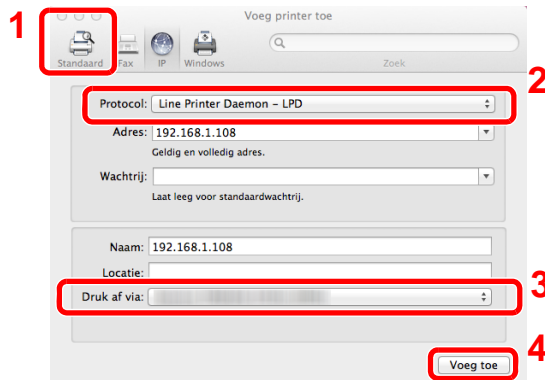 1
Voeg printer toe
Standaard Fax IP Windows Zoek
2
Protocol: Line Printer Daemon – LPD
Adres: 192.168.1.108
Geldig en volledig adres.
Wachtrij:
Laat leeg voor standaardwachtrij.
Naam: 192.168.1.108
Locatie:
3
Druk af via:
4
Voeg toe